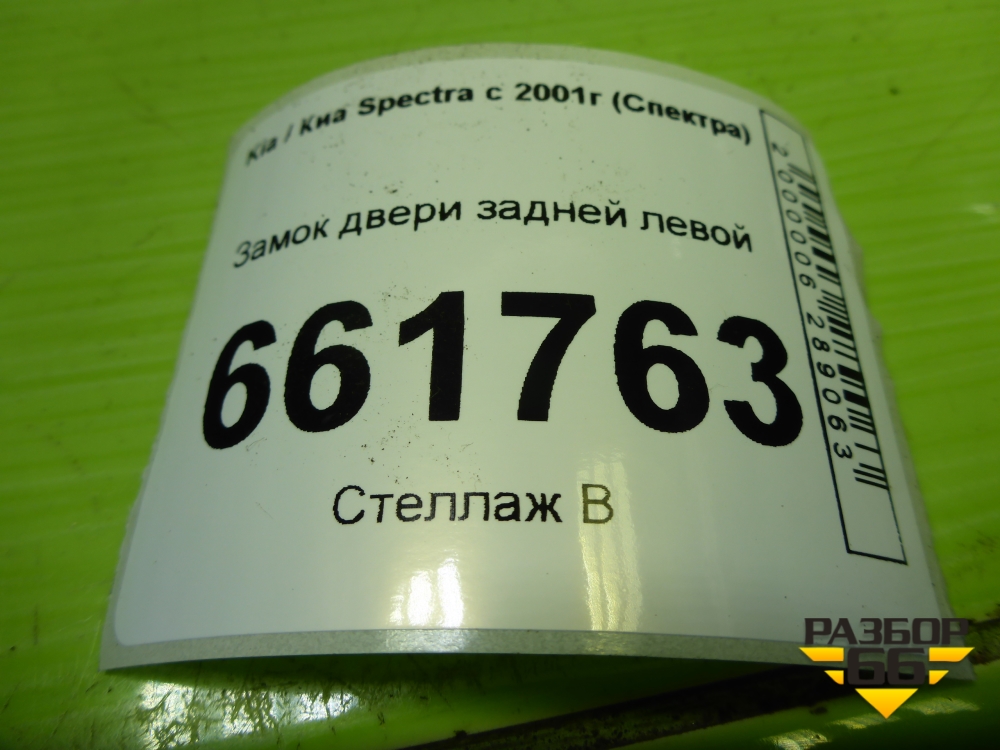 Kia / Киа Spectra с 2001г (Спектра)
Замок двери задней левой
661763
Стеллаж В
2000006289063
РАЗБОР
66